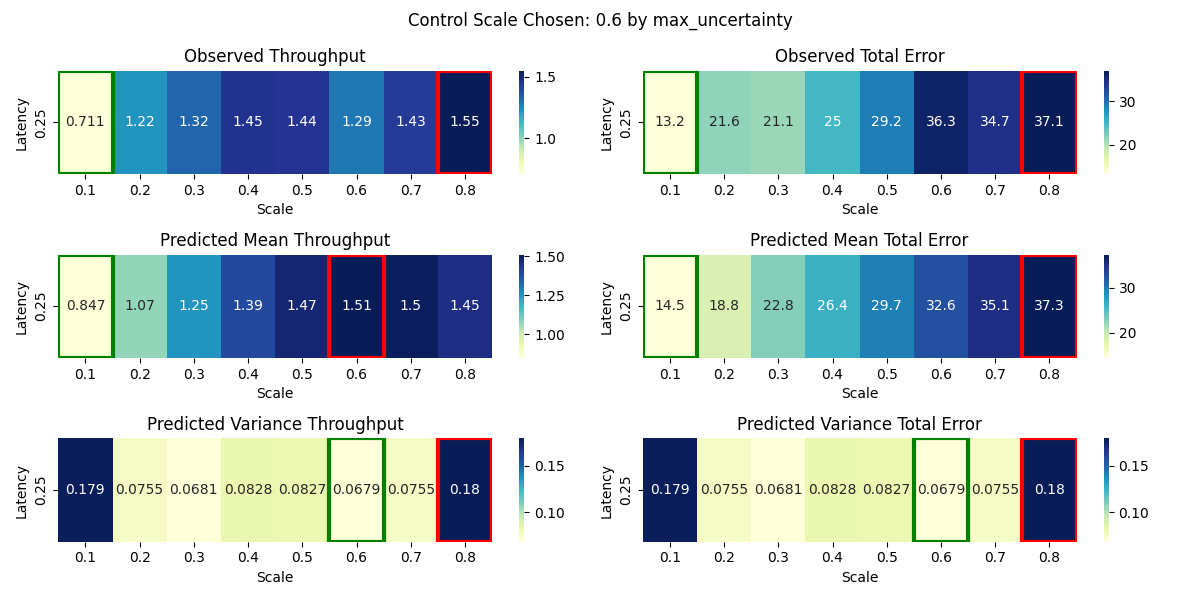 Control Scale Chosen: 0.6 by max_uncertainty
Observed Throughput
Latency
0.25
0.711 1.22 1.32 1.45 1.44 1.29 1.43 1.55
0.1 0.2 0.3 0.4 0.5 0.6 0.7 0.8
Scale
1.5
1.0
Observed Total Error
Latency
0.25
13.2 21.6 21.1 25 29.2 36.3 34.7 37.1
0.1 0.2 0.3 0.4 0.5 0.6 0.7 0.8
Scale
30
20
Predicted Mean Throughput
Latency
0.25
0.847 1.07 1.25 1.39 1.47 1.51 1.5 1.45
0.1 0.2 0.3 0.4 0.5 0.6 0.7 0.8
Scale
1.50
1.25
1.00
Predicted Mean Total Error
Latency
0.25
14.5 18.8 22.8 26.4 29.7 32.6 35.1 37.3
0.1 0.2 0.3 0.4 0.5 0.6 0.7 0.8
Scale
30
20
Predicted Variance Throughput
Latency
0.25
0.179 0.0755 0.0681 0.0828 0.0827 0.0679 0.0755 0.18
0.1 0.2 0.3 0.4 0.5 0.6 0.7 0.8
Scale
0.15
0.10
Predicted Variance Total Error
Latency
0.25
0.179 0.0755 0.0681 0.0828 0.0827 0.0679 0.0755 0.18
0.1 0.2 0.3 0.4 0.5 0.6 0.7 0.8
Scale
0.15
0.10